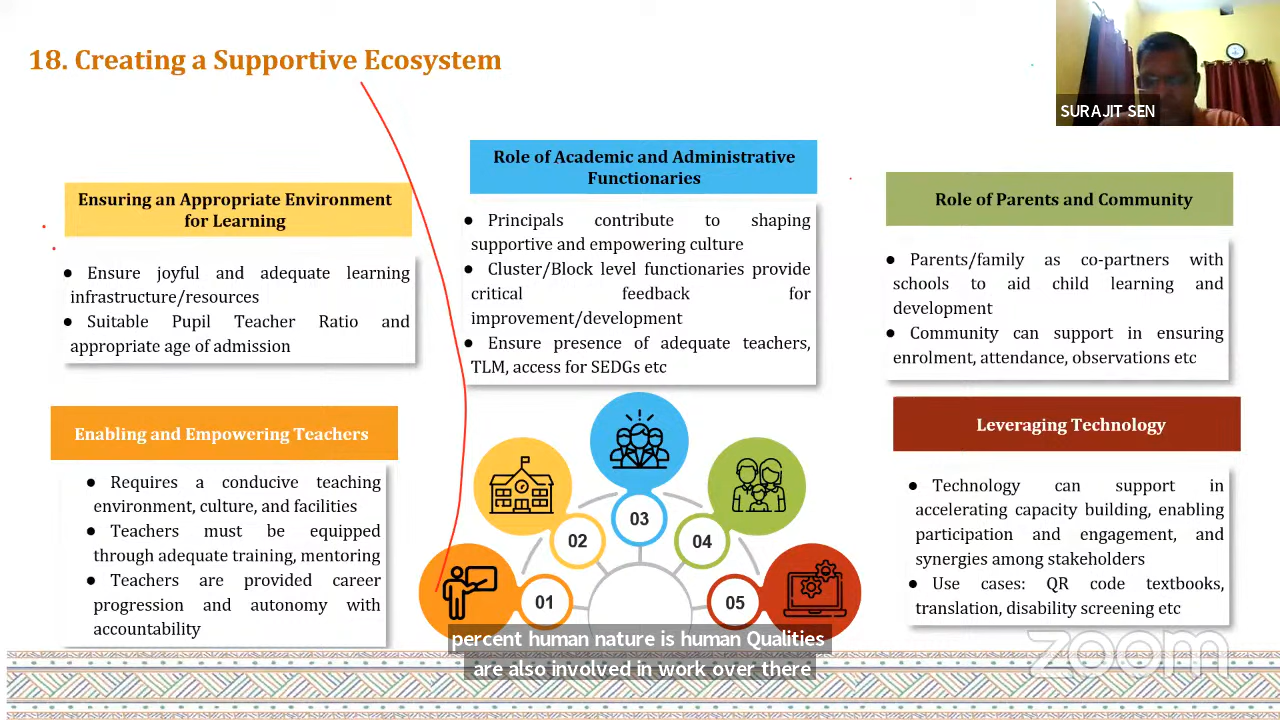 18. Creating a Supportive Ecosystem
SURAJIT SEN
Ensuring an Appropriate Environment
for Learning
● Ensure joyful and adequate learning
infrastructure/resources
● Suitable Pupil Teacher Ratio and
appropriate age of admission
Role of Academic and Administrative
Functionaries
● Principals contribute to shaping
supportive and empowering culture
● Cluster/Block level functionaries provide
critical feedback for
improvement/development
● Ensure presence of adequate teachers,
TLM, access for SEDGs etc
Role of Parents and Community
● Parents/family as co-partners with
schools to aid child learning and
development
● Community can support in ensuring
enrolment, attendance, observations etc
Enabling and Empowering Teachers
● Requires a conducive teaching
environment, culture, and facilities
● Teachers must be equipped
through adequate training, mentoring
● Teachers are provided career
progression and autonomy with
accountability
01
02
03
04
05
Leveraging Technology
● Technology can support in
accelerating capacity building, enabling
participation and engagement, and
synergies among stakeholders
● Use cases: QR code textbooks,
translation, disability screening etc
percent human nature is human Qualities
are also involved in work over there
zoom